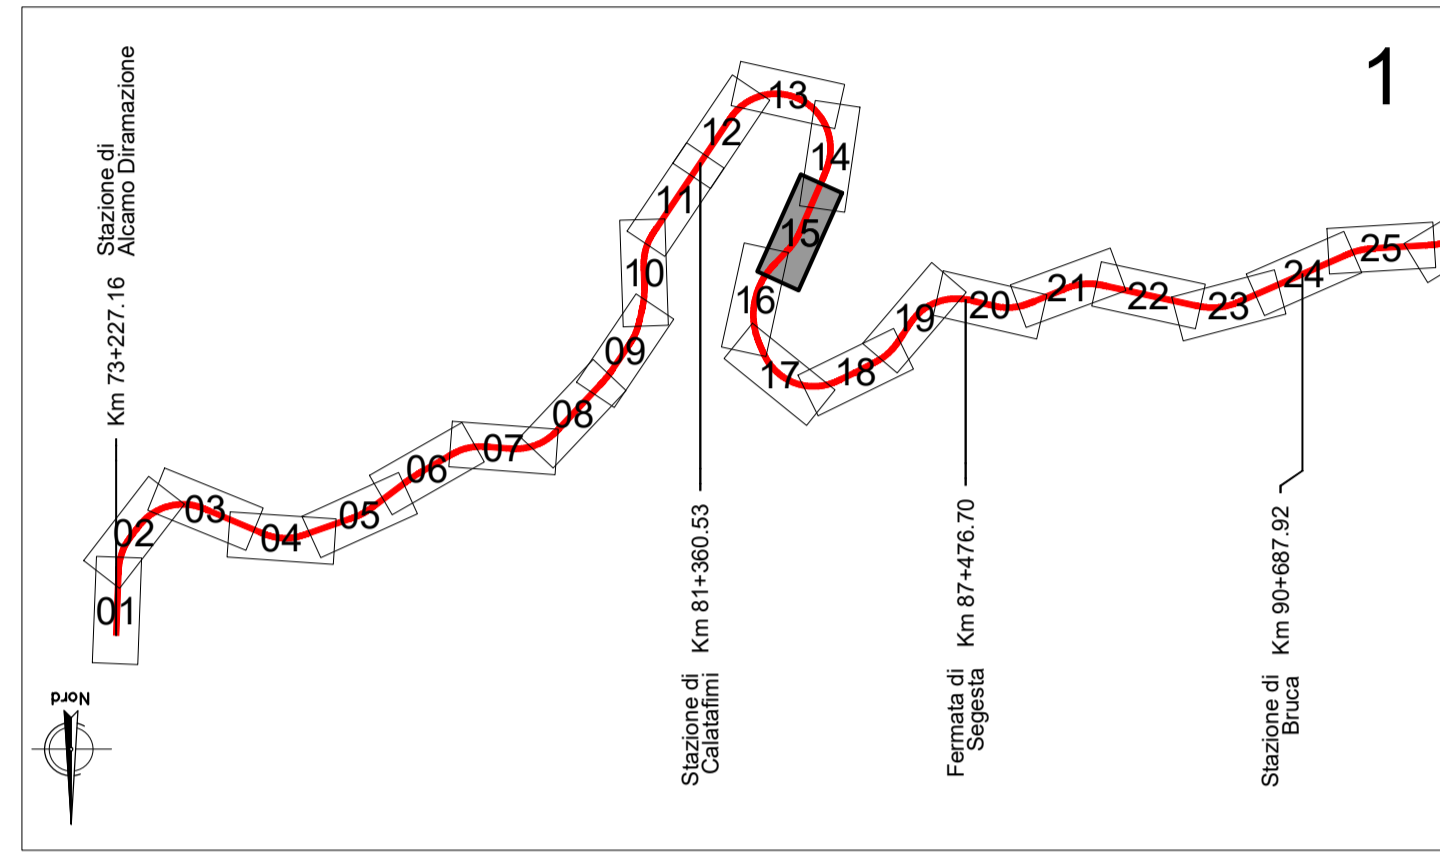 1
Stazione di
Alcamo Diramazione
Km 73+227.16
01
02
03
04
05
06
07
08
09
10
11
12
13
14
15
16
17
18
19
20
21
22
23
24
25
Stazione di
Calatafimi
Km 81+360.53
Fermata di
Segesta
Km 87+476.70
Stazione di
Bruca
Km 90+687.92
Nord